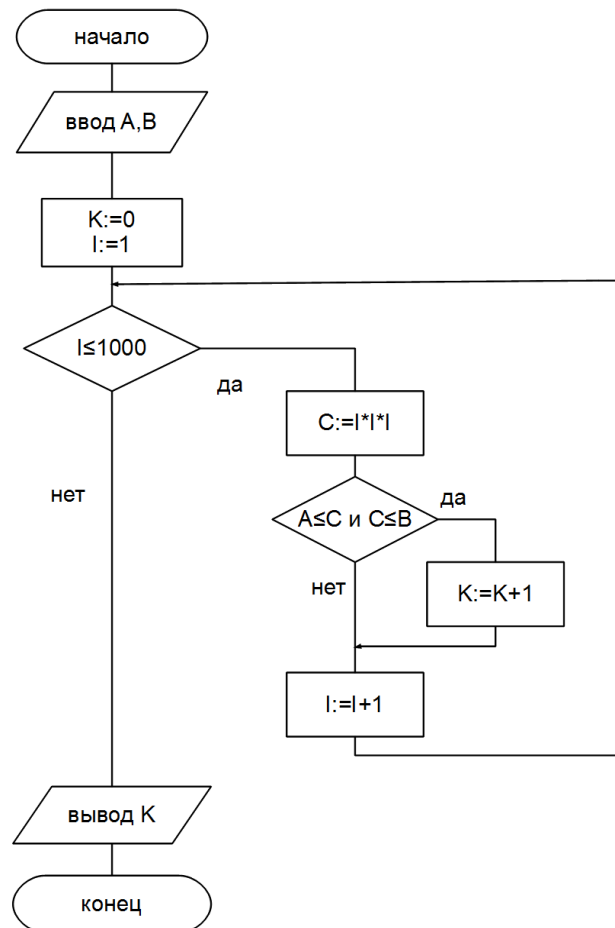 начало
ввод A,B
K:=0
I:=1
I≤1000
да
C:=I*I*I
нет
A≤C и C≤B
да
нет
K:=K+1
I:=I+1
вывод K
конец